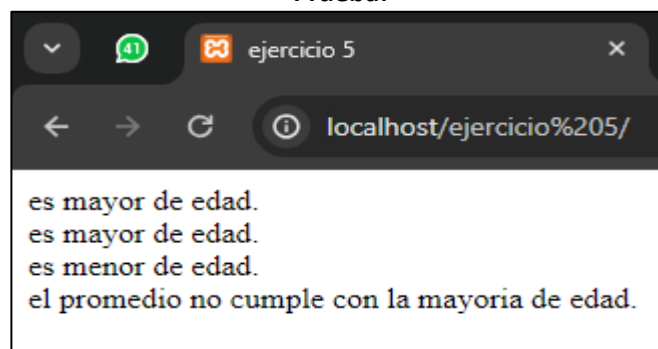 Prueba:
41
ejercicio 5
localhost/ejercicio%205/
es mayor de edad.
es mayor de edad.
es menor de edad.
el promedio no cumple con la mayoria de edad.